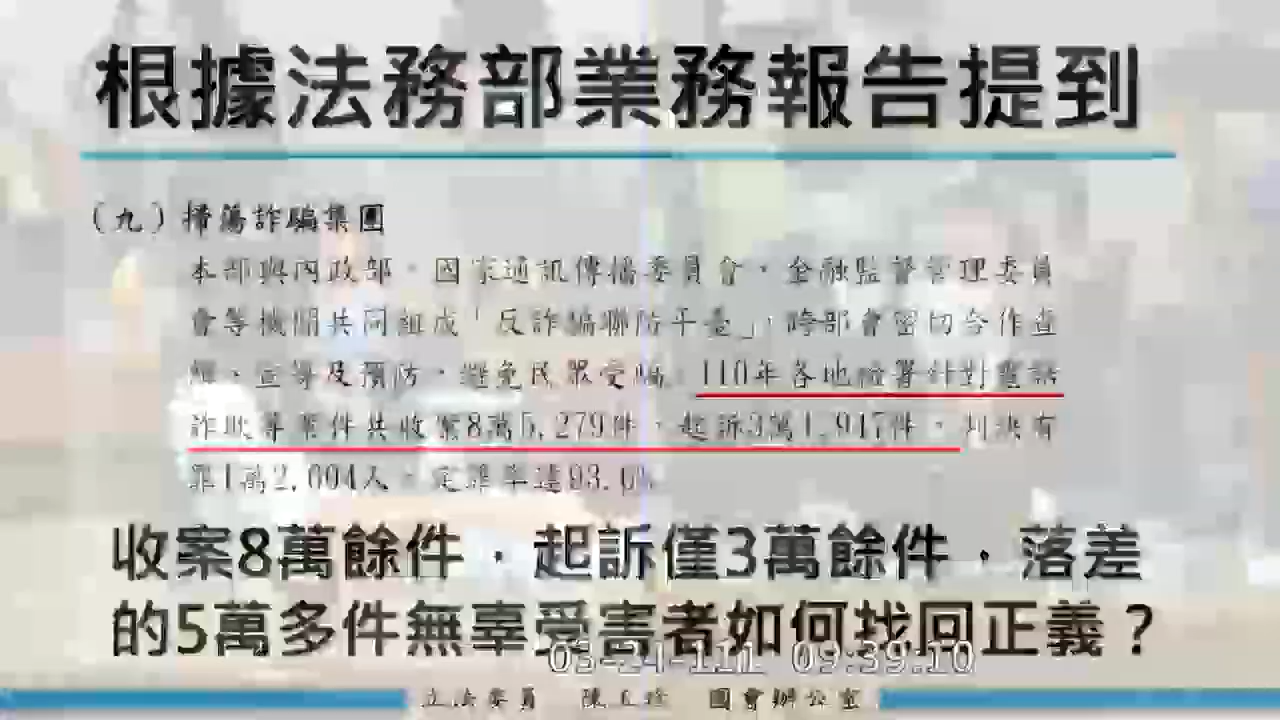 根據法務部業務報告提到
(九)掃蕩詐騙集團
本部與內政部、國家通訊傳播委員會、金融監督管理委員
會等機關共同組成「反詐騙聯防平臺」,跨部會密切合作查
緝、宣導及預防,避免民眾受騙,110年各地檢署針對電話
詐欺等案件共收案8萬5,279件,起訴3萬1,917件,判決有
罪1萬2,004人,定罪率達93.6%
收案8萬餘件,起訴僅3萬餘件,落差
的5萬多件無辜受害者如何找回正義?
03-24-111 09:39:10
立法委員 陳玉珍 國會辦公室